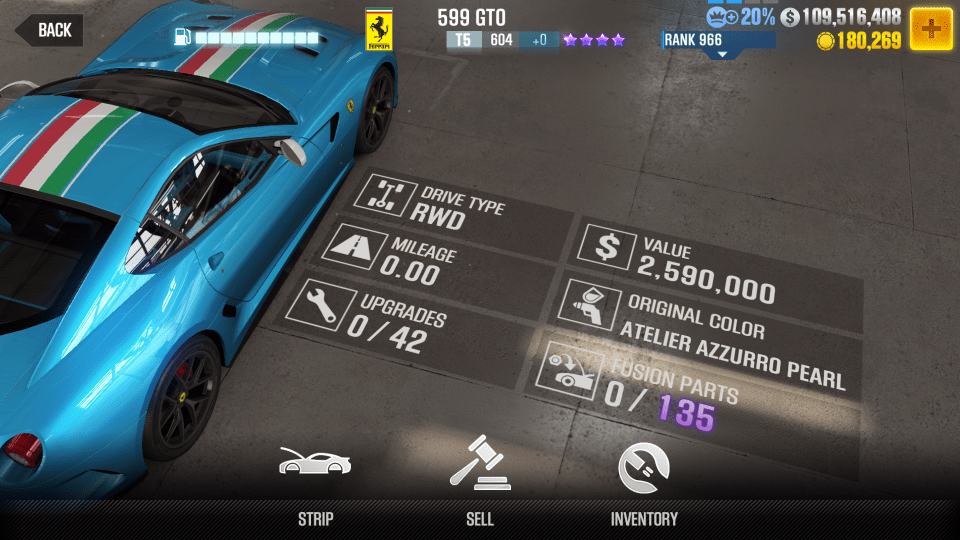 BACK
Ferrari
599 GTO
T5 604 +0
20%
109,516,408
RANK 966
180,269
DRIVE TYPE
RWD
MILEAGE
0.00
UPGRADES
0/42
VALUE
2,590,000
ORIGINAL COLOR
ATELIER AZZURRO PEARL
FUSION PARTS
0/135
STRIP
SELL
INVENTORY